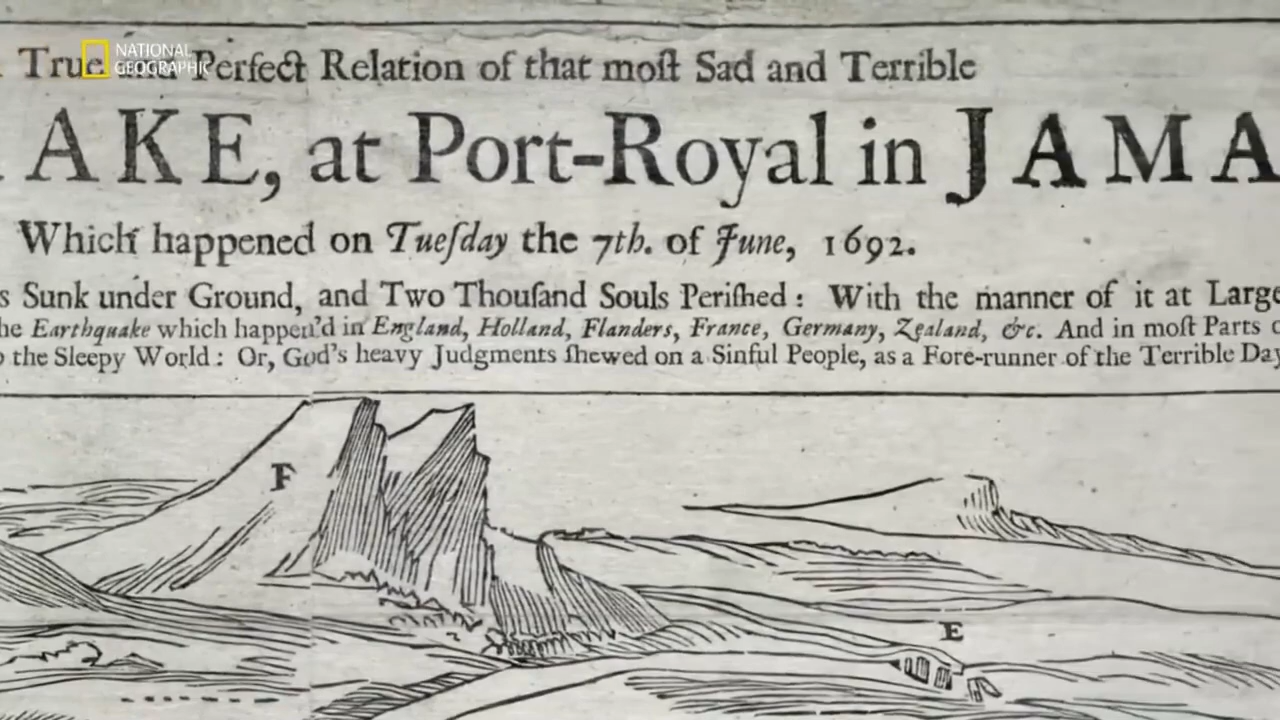 NATIONAL
GEOGRAPHIC
True Perfect Relation of that moſt Sad and Terrible
AKE, at Port-Royal in JAMA
Which happened on Tueſday the 7th. of June, 1692.
s Sunk under Ground, and Two Thouſand Souls Periſhed: With the manner of it at Large
he Earthquake which happen'd in England, Holland, Flanders, France, Germany, Zealand, &c. And in moſt Parts o
o the Sleepy World: Or, God's heavy Judgments ſhewed on a Sinful People, as a Fore-runner of the Terrible Day
F
E